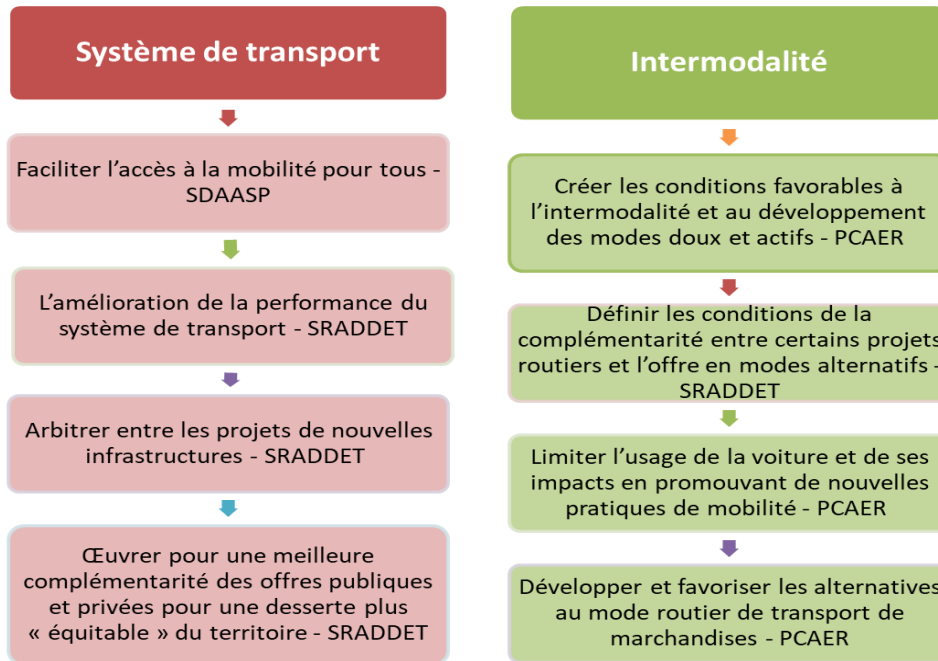 Système de transport
Faciliter l’accès à la mobilité pour tous -
SDAASP
L’amélioration de la performance du
système de transport - SRADDET
Arbitrer entre les projets de nouvelles
infrastructures - SRADDET
Œuvrer pour une meilleure
complémentarité des offres publiques
et privées pour une desserte plus
« équitable » du territoire - SRADDET
Intermodalité
Créer les conditions favorables à
l’intermodalité et au développement
des modes doux et actifs - PCAER
Définir les conditions de la
complémentarité entre certains projets
routiers et l’offre en modes alternatifs -
SRADDET
Limiter l’usage de la voiture et de ses
impacts en promouvant de nouvelles
pratiques de mobilité - PCAER
Développer et favoriser les alternatives
au mode routier de transport de
marchandises - PCAER